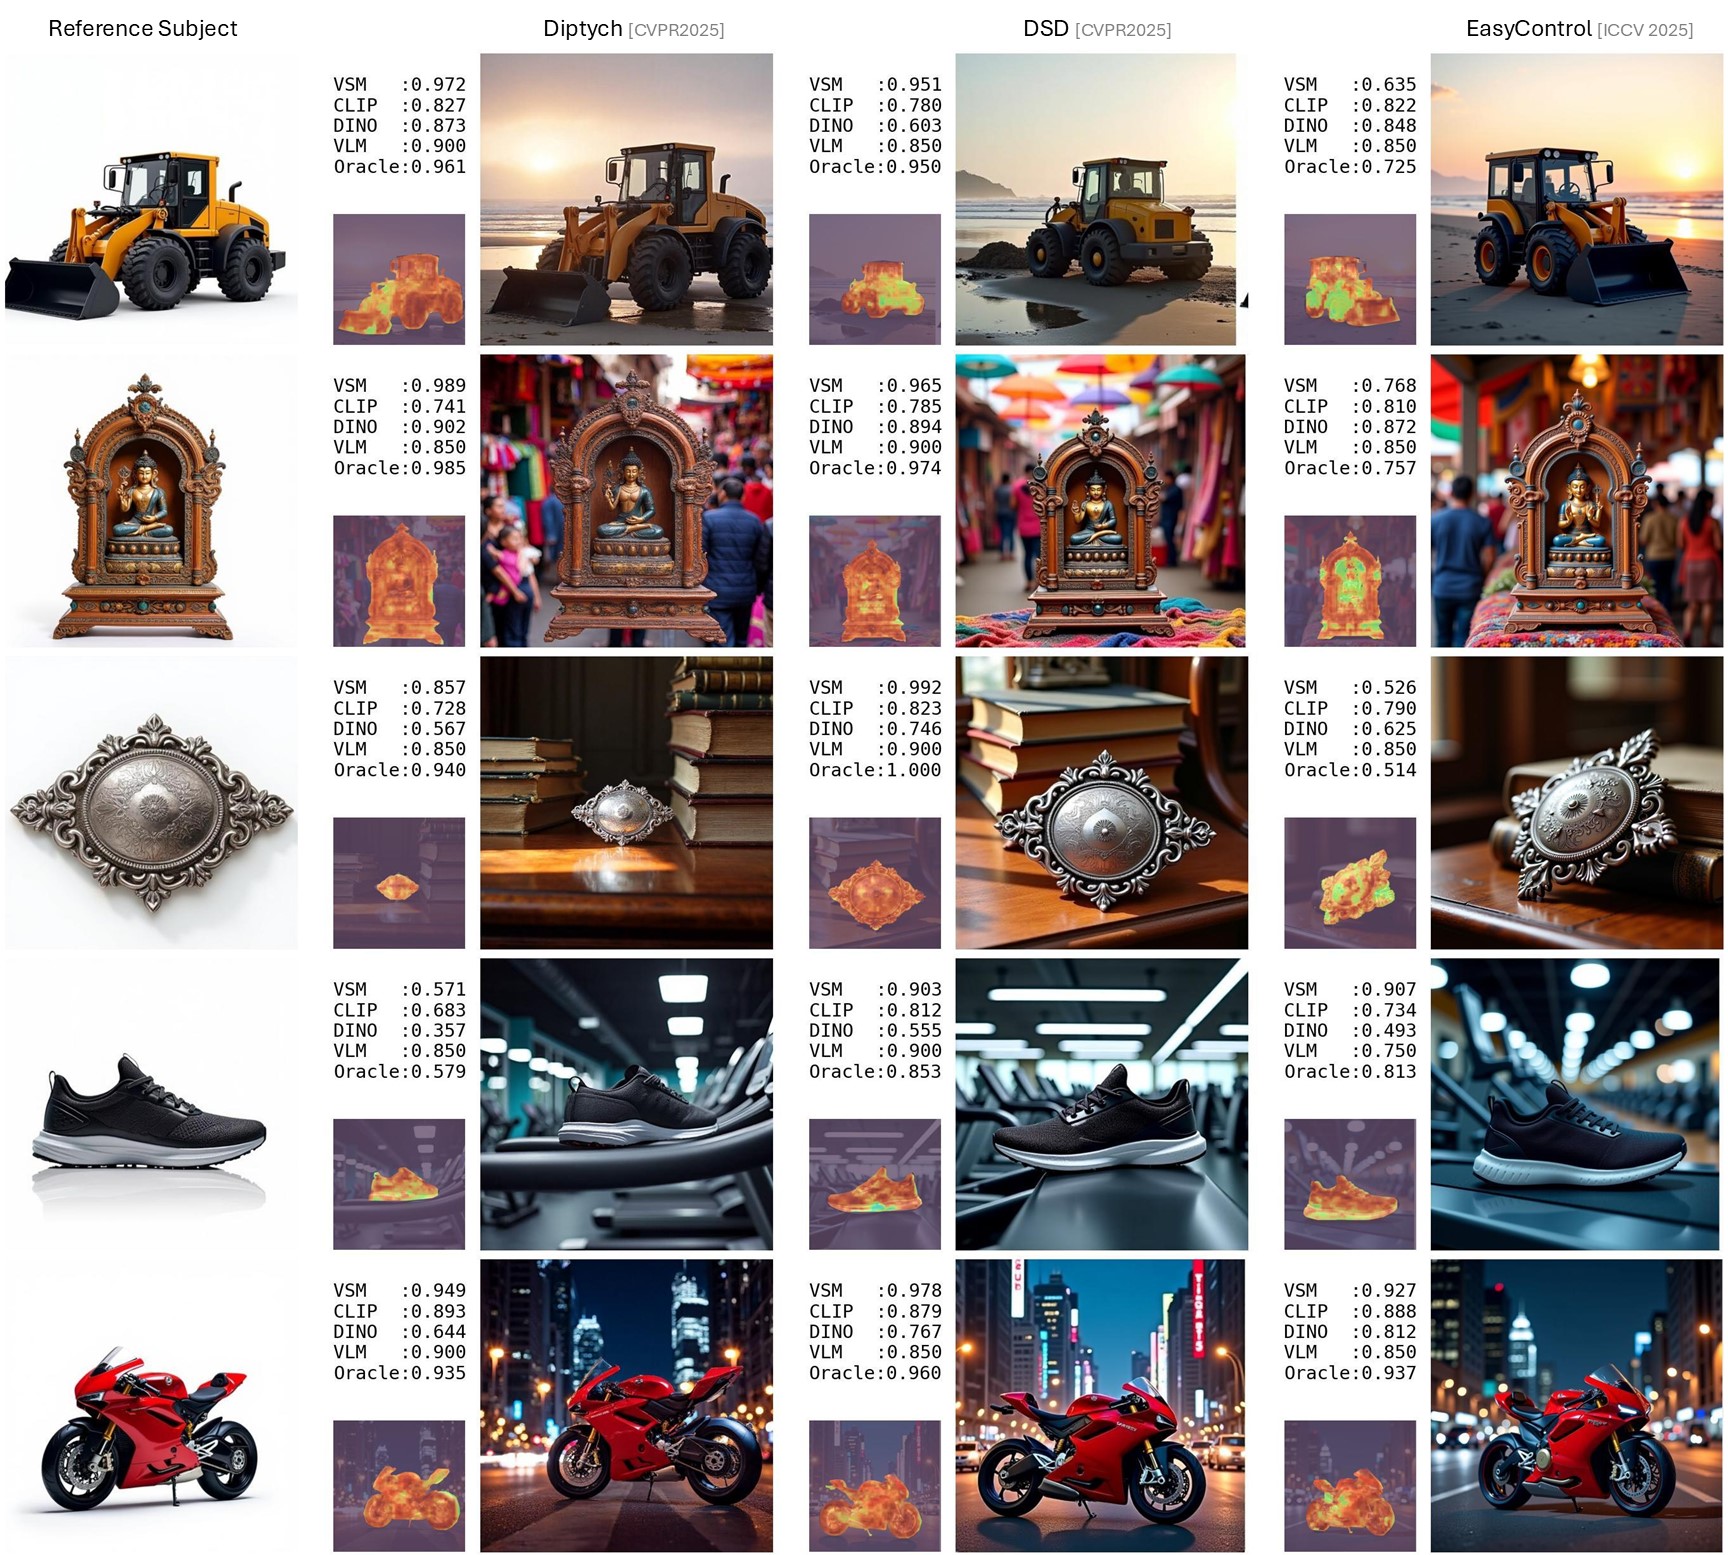 Reference Subject
Diptych [CVPR2025]
DSD [CVPR2025]
EasyControl [ICCV 2025]
VSM :0.972
CLIP :0.827
DINO :0.873
VLM :0.900
Oracle:0.961
VSM :0.951
CLIP :0.780
DINO :0.603
VLM :0.850
Oracle:0.950
VSM :0.635
CLIP :0.822
DINO :0.848
VLM :0.850
Oracle:0.725
VSM :0.989
CLIP :0.741
DINO :0.902
VLM :0.850
Oracle:0.985
VSM :0.965
CLIP :0.785
DINO :0.894
VLM :0.900
Oracle:0.974
VSM :0.768
CLIP :0.810
DINO :0.872
VLM :0.850
Oracle:0.757
VSM :0.857
CLIP :0.728
DINO :0.567
VLM :0.850
Oracle:0.940
VSM :0.992
CLIP :0.823
DINO :0.746
VLM :0.900
Oracle:1.000
VSM :0.526
CLIP :0.790
DINO :0.625
VLM :0.850
Oracle:0.514
VSM :0.571
CLIP :0.683
DINO :0.357
VLM :0.850
Oracle:0.579
VSM :0.903
CLIP :0.812
DINO :0.555
VLM :0.900
Oracle:0.853
VSM :0.907
CLIP :0.734
DINO :0.493
VLM :0.750
Oracle:0.813
VSM :0.949
CLIP :0.893
DINO :0.644
VLM :0.900
Oracle:0.935
VSM :0.978
CLIP :0.879
DINO :0.767
VLM :0.850
Oracle:0.960
VSM :0.927
CLIP :0.888
DINO :0.812
VLM :0.850
Oracle:0.937